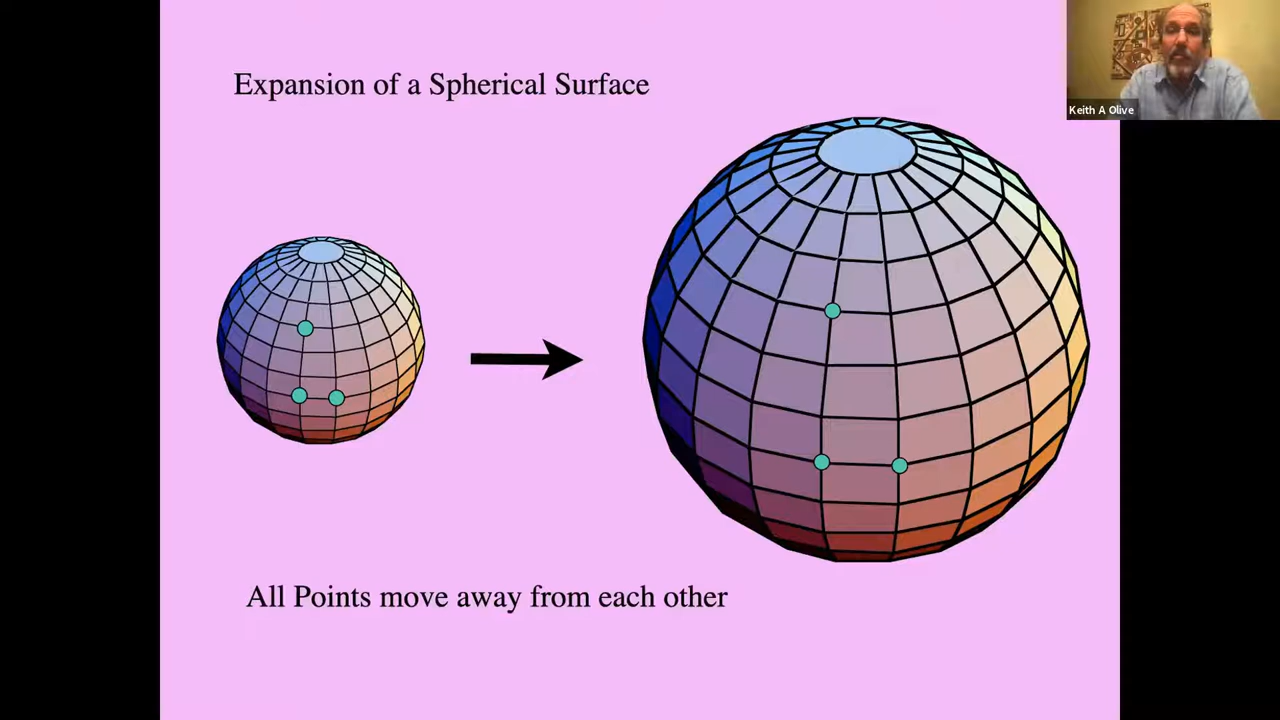 Expansion of a Spherical Surface
Keith A Olive
All Points move away from each other